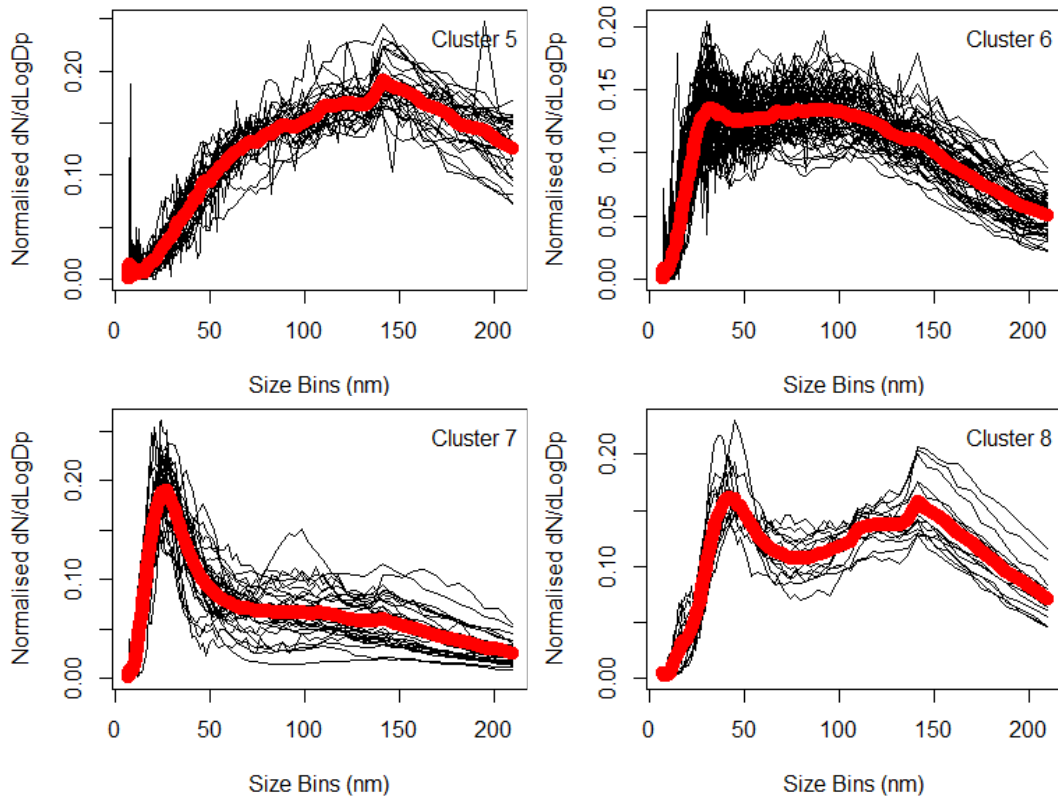 Cluster 5
Normalised dN/dLogDp
0.00 0.10 0.20
0 50 100 150 200
Size Bins (nm)
Cluster 6
Normalised dN/dLogDp
0.00 0.05 0.10 0.15 0.20
0 50 100 150 200
Size Bins (nm)
Cluster 7
Normalised dN/dLogDp
0.00 0.10 0.20
0 50 100 150 200
Size Bins (nm)
Cluster 8
Normalised dN/dLogDp
0.00 0.10 0.20
0 50 100 150 200
Size Bins (nm)